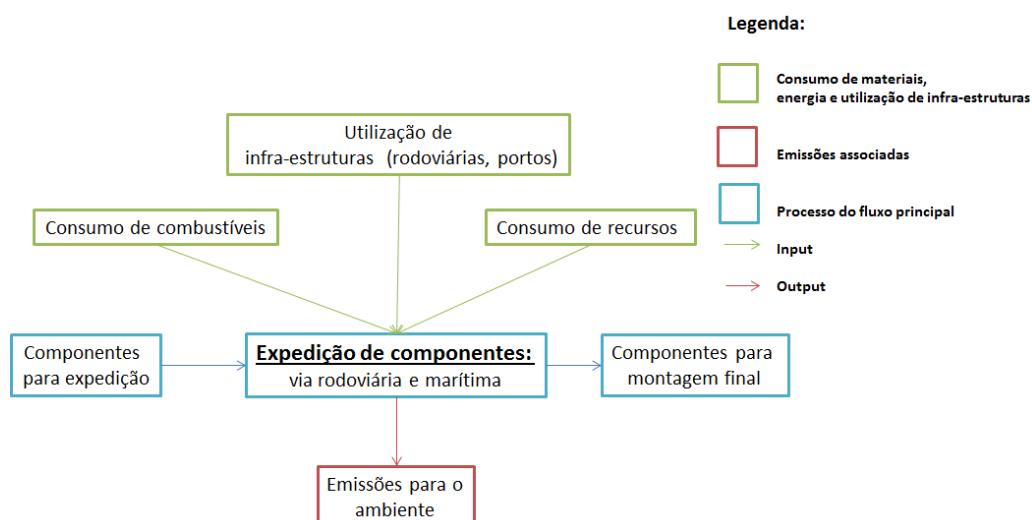 Legenda:
Consumo de materiais,
energia e utilização de infra-estruturas
Emissões associadas
Processo do fluxo principal
Input
Output
Utilização de
infra-estruturas (rodoviárias, portos)
Consumo de combustíveis
Consumo de recursos
Componentes
para expedição
Expedição de componentes:
via rodoviária e marítima
Componentes para
montagem final
Emissões para o
ambiente